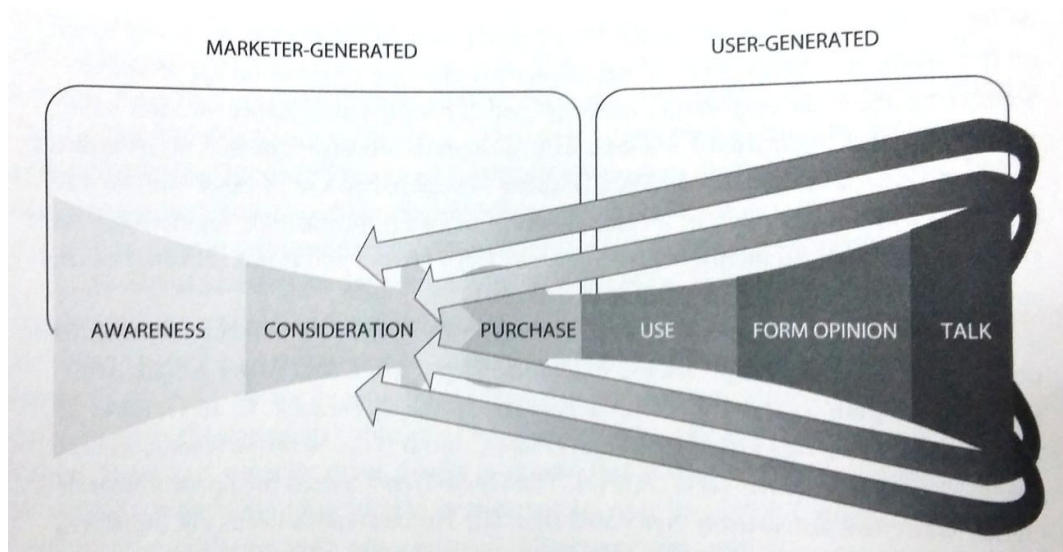 MARKETER-GENERATED
USER-GENERATED
AWARENESS
CONSIDERATION
PURCHASE
USE
FORM OPINION
TALK